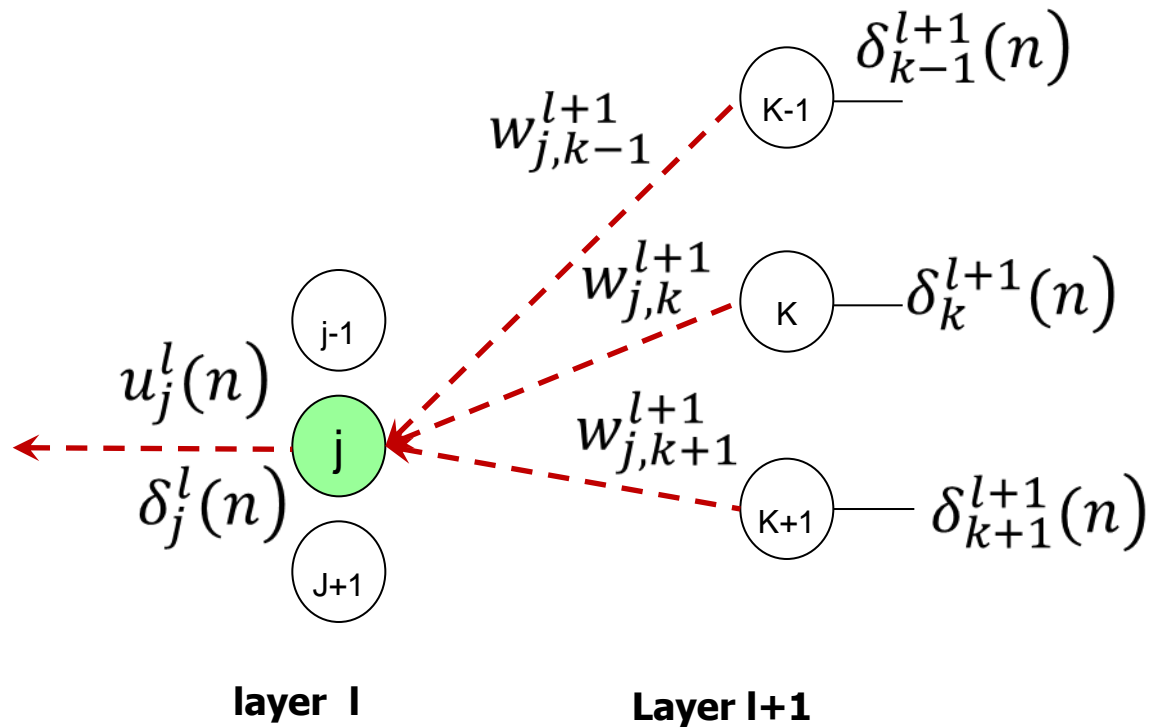 δ_{k-1}^{l+1}(n)
K-1
w_{j,k-1}^{l+1}
w_{j,k}^{l+1}
K
δ_k^{l+1}(n)
j-1
u_j^l(n)
j
w_{j,k+1}^{l+1}
δ_j^l(n)
K+1
δ_{k+1}^{l+1}(n)
J+1
layer l
Layer l+1